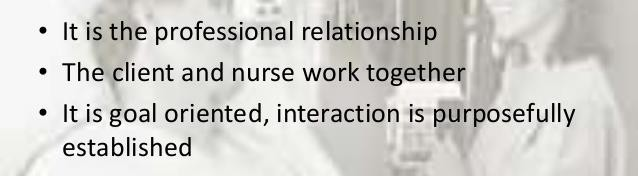 • It is the professional relationship
• The client and nurse work together
• It is goal oriented, interaction is purposefully
established